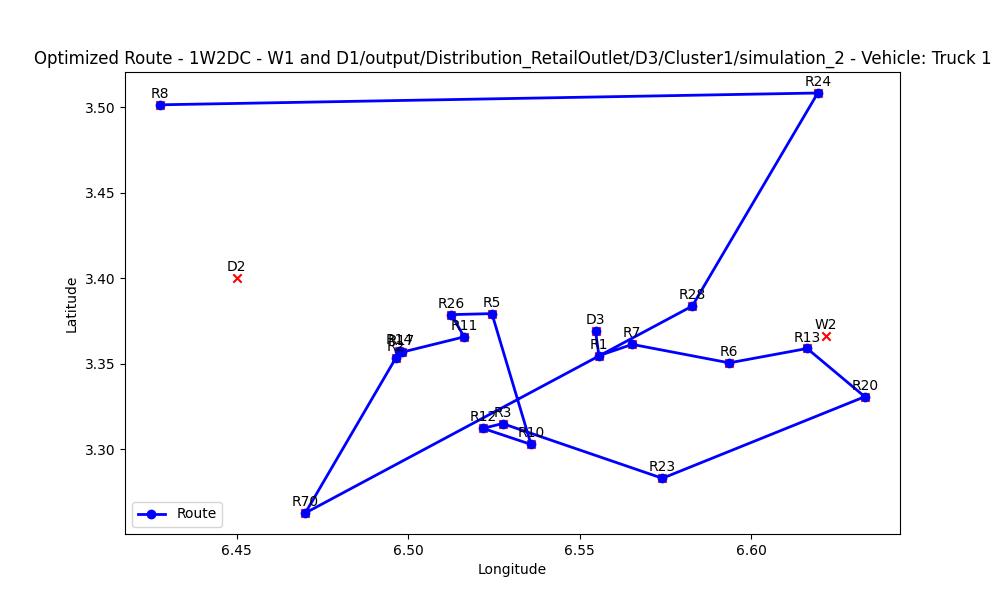 Optimized Route - 1W2DC - W1 and D1/output/Distribution_RetailOutlet/D3/Cluster1/simulation_2 - Vehicle: Truck 1
R24
R8
3.50
3.45
D2
3.40
R28
R26
R5
R11
D3
W2
R7
R13
R14
R1
R6
3.35
R20
R12
R3
R10
3.30
R23
R70
Route
6.45
6.50
6.55
6.60
Longitude
Latitude